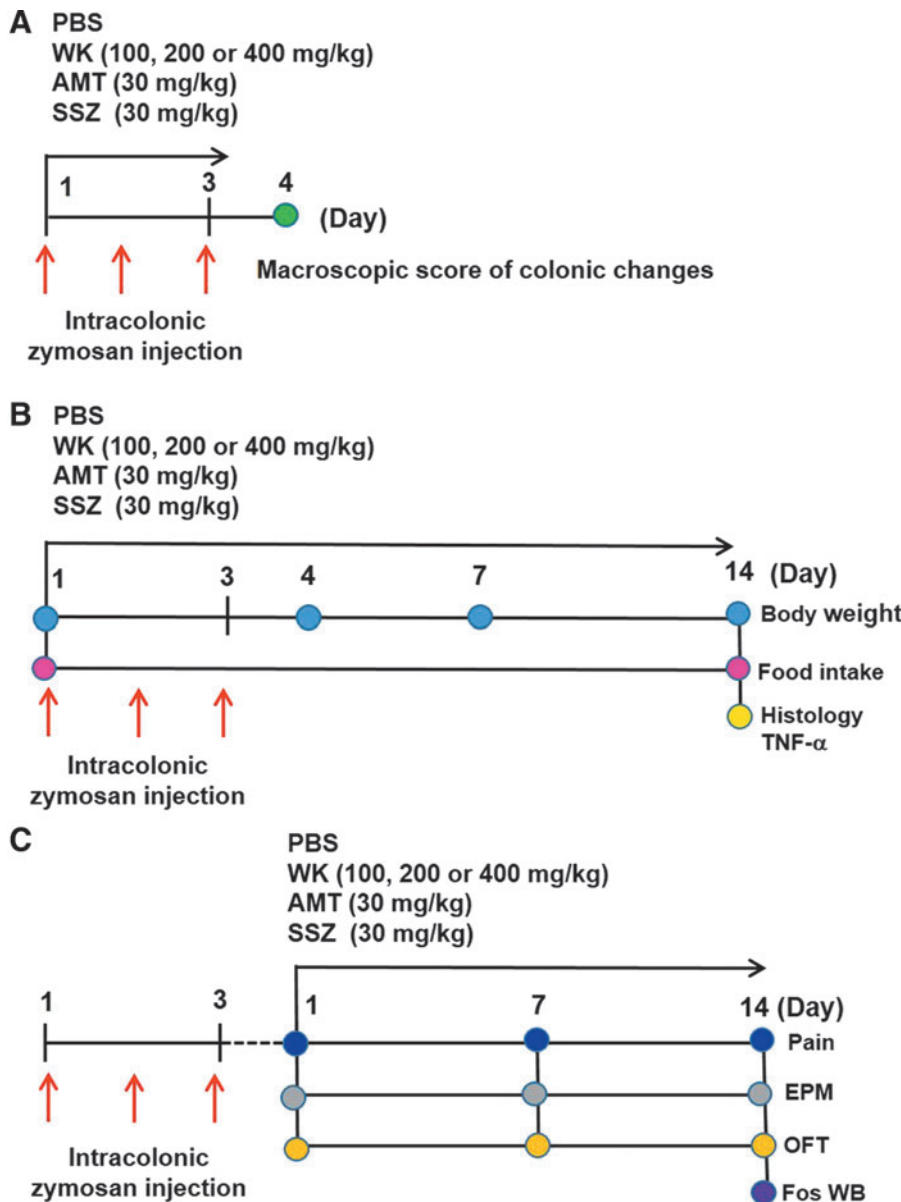 A
PBS
WK (100, 200 or 400 mg/kg)
AMT (30 mg/kg)
SSZ (30 mg/kg)
1
3
4
(Day)
Macroscopic score of colonic changes
Intracolonic
zymosan injection
B
PBS
WK (100, 200 or 400 mg/kg)
AMT (30 mg/kg)
SSZ (30 mg/kg)
1
3
4
7
14 (Day)
Body weight
Food intake
Histology
TNF-α
Intracolonic
zymosan injection
C
PBS
WK (100, 200 or 400 mg/kg)
AMT (30 mg/kg)
SSZ (30 mg/kg)
1
3
1
7
14 (Day)
Pain
EPM
OFT
Fos WB
Intracolonic
zymosan injection